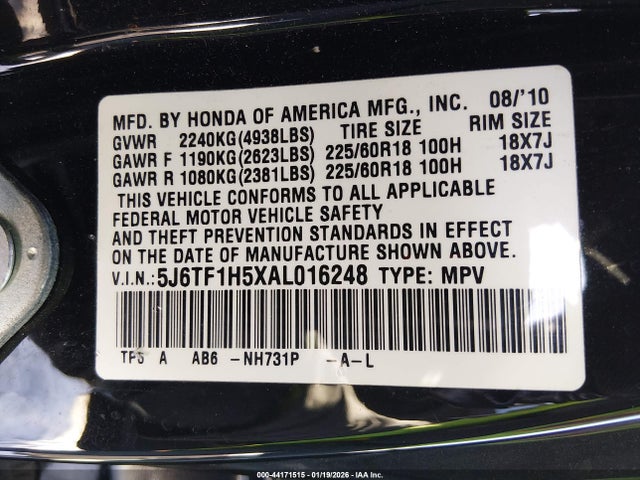 MFD. BY HONDA OF AMERICA MFG., INC. 08/'10
GVWR 2240KG(4938LBS) TIRE SIZE RIM SIZE
GAWR F 1190KG(2623LBS) 225/60R18 100H 18X7J
GAWR R 1080KG(2381LBS) 225/60R18 100H 18X7J
THIS VEHICLE CONFORMS TO ALL APPLICABLE
FEDERAL MOTOR VEHICLE SAFETY
AND THEFT PREVENTION STANDARDS IN EFFECT
ON THE DATE OF MANUFACTURE SHOWN ABOVE.
V.I.N.: 5J6TF1H5XAL016248 TYPE: MPV
TP6 A AB6 -NH731P -A-L
000-44171515 - 01/19/2026 - IAA Inc.